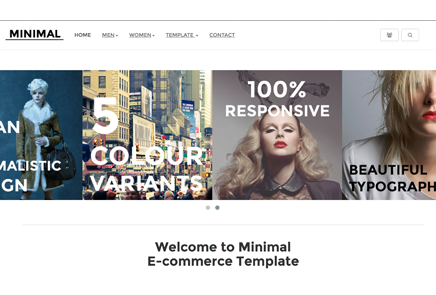 MINIMAL
HOME MEN WOMEN TEMPLATE CONTACT
AN
MALISTIC
GN
5
COLOUR
VARIANTS
100%
RESPONSIVE
BEAUTIFUL
TYPOGRAPH
Welcome to Minimal
E-commerce Template